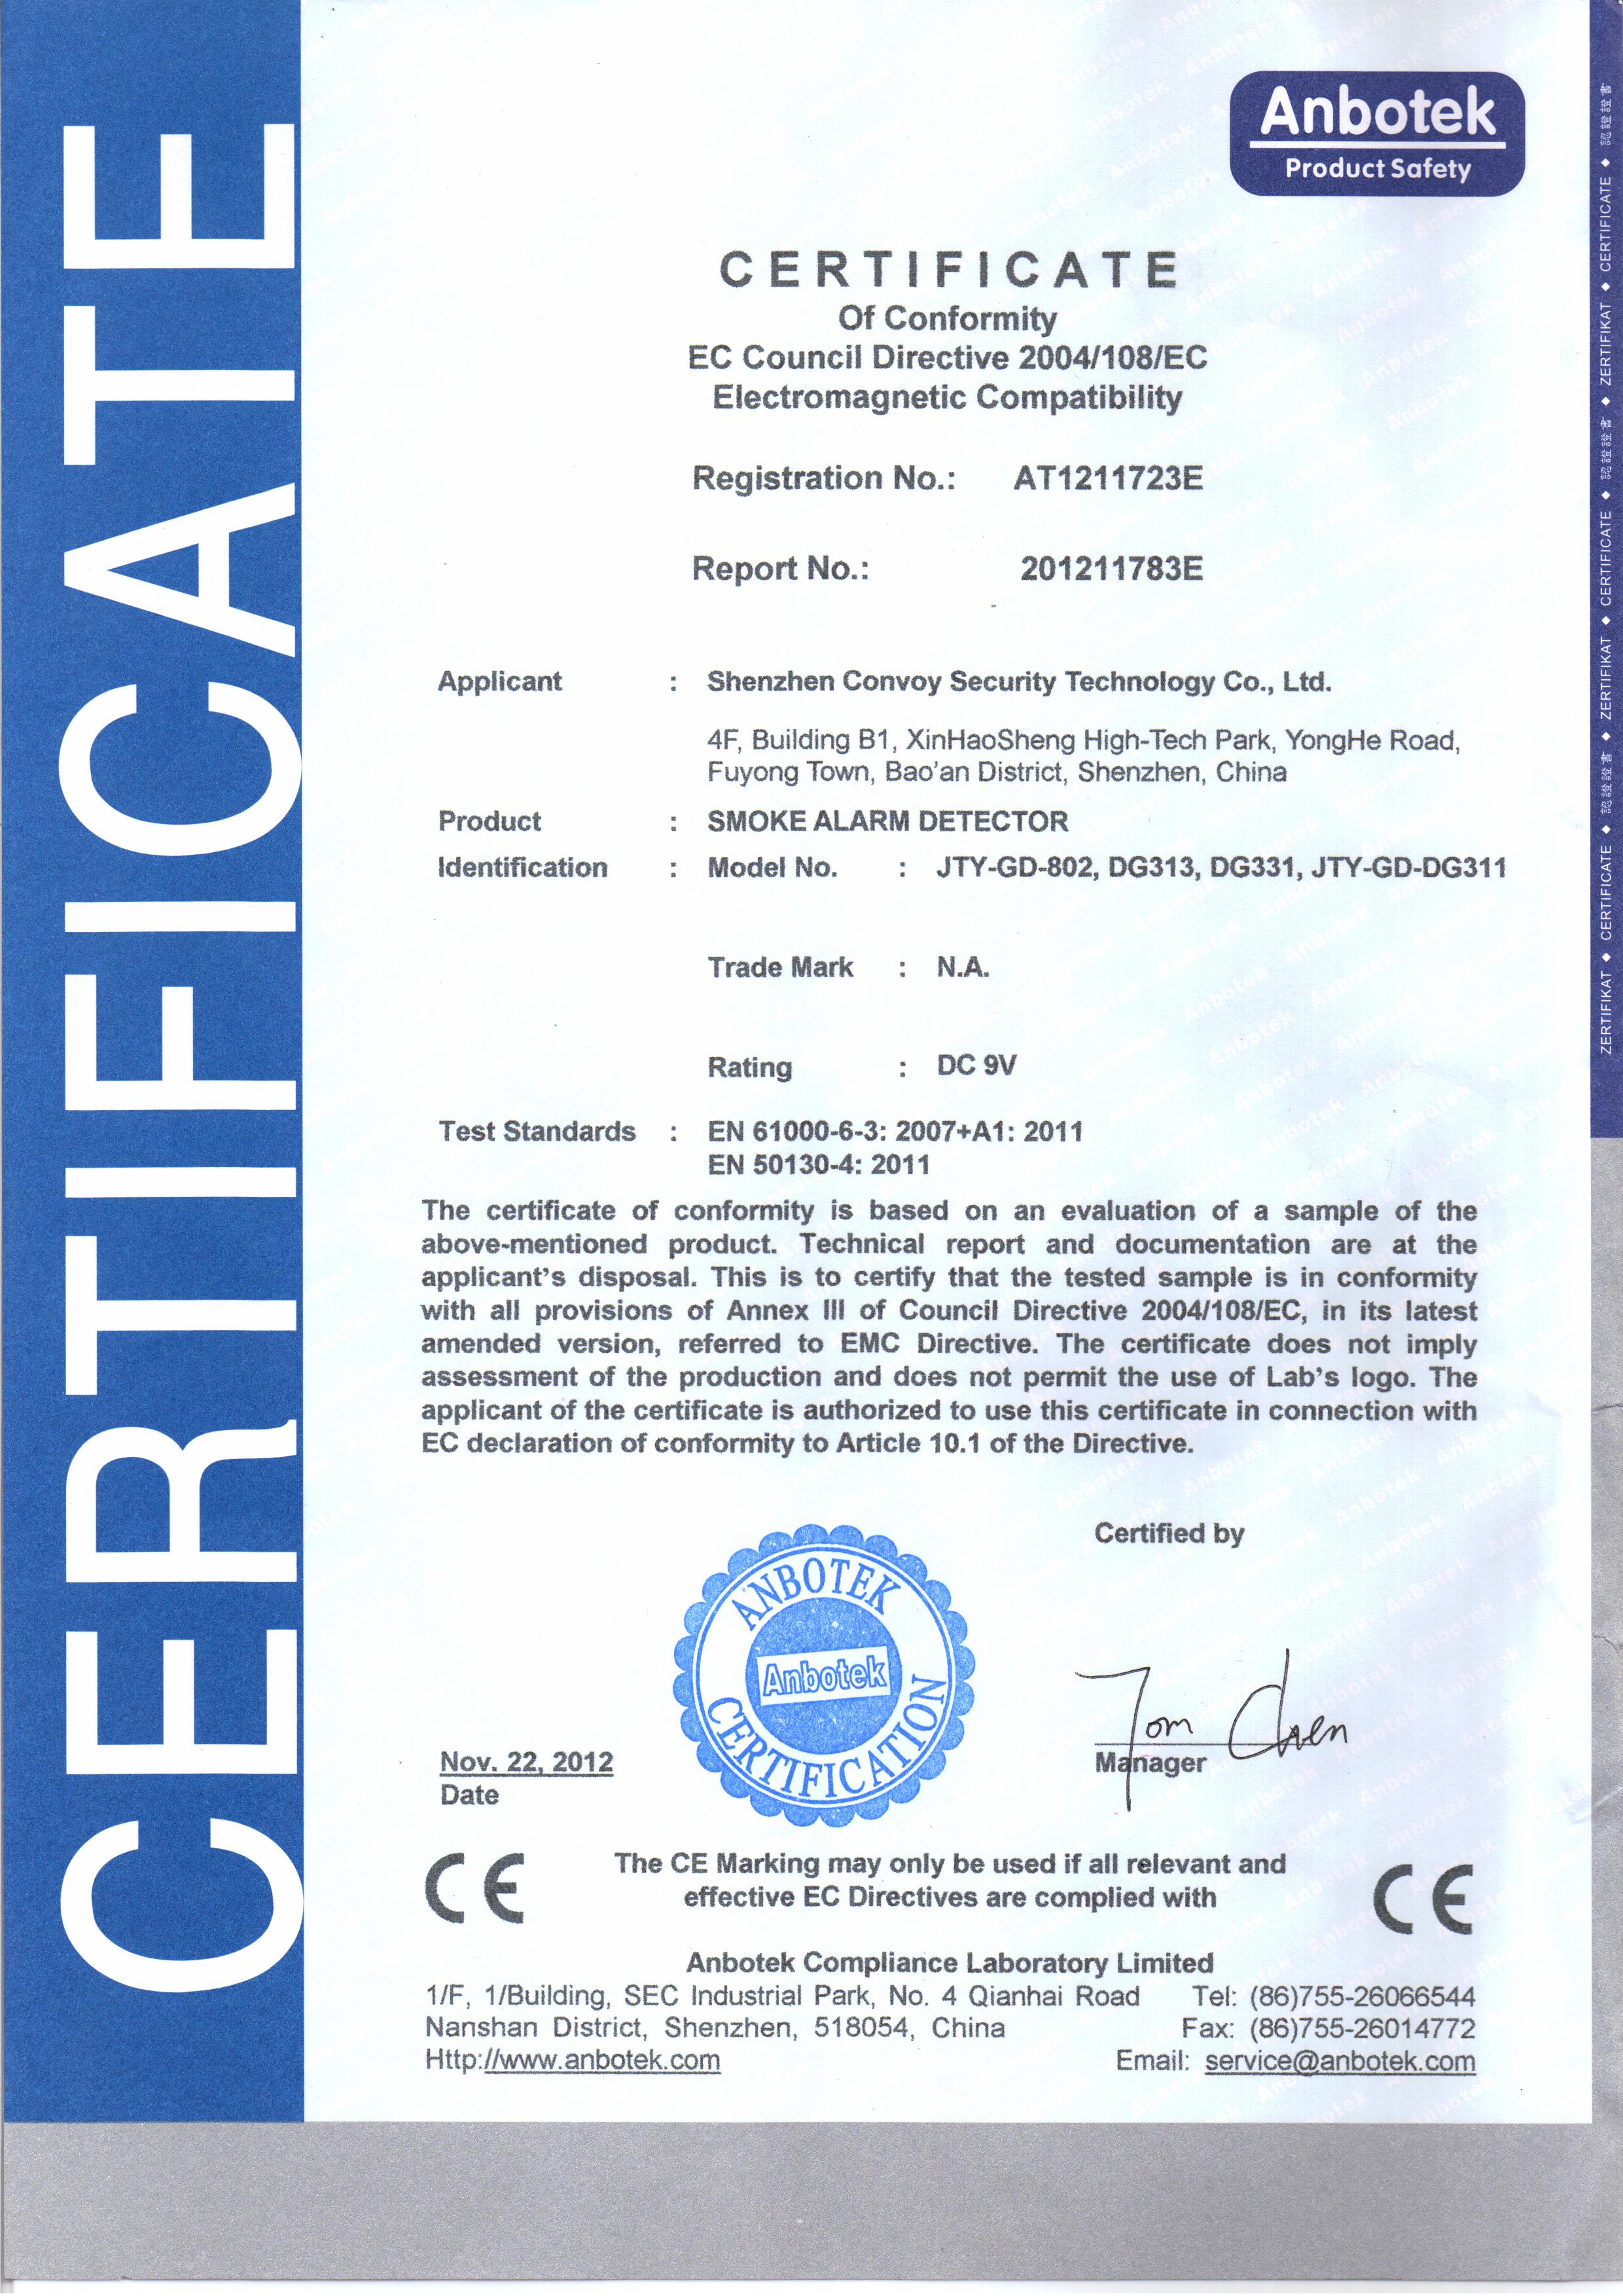 CERTIFICATE
Anbotek
Product Safety
CERTIFICATE
Of Conformity
EC Council Directive 2004/108/EC
Electromagnetic Compatibility
Registration No.: AT1211723E
Report No.: 201211783E
Applicant : Shenzhen Convoy Security Technology Co., Ltd.
4F, Building B1, XinHaoSheng High-Tech Park, YongHe Road,
Fuyong Town, Bao'an District, Shenzhen, China
Product : SMOKE ALARM DETECTOR
Identification : Model No. : JTY-GD-802, DG313, DG331, JTY-GD-DG311
Trade Mark : N.A.
Rating : DC 9V
Test Standards : EN 61000-6-3: 2007+A1: 2011
EN 50130-4: 2011
The certificate of conformity is based on an evaluation of a sample of the
above-mentioned product. Technical report and documentation are at the
applicant's disposal. This is to certify that the tested sample is in conformity
with all provisions of Annex III of Council Directive 2004/108/EC, in its latest
amended version, referred to EMC Directive. The certificate does not imply
assessment of the production and does not permit the use of Lab's logo. The
applicant of the certificate is authorized to use this certificate in connection with
EC declaration of conformity to Article 10.1 of the Directive.
Certified by
ANBOTEK
Anbotek
CERTIFICATION
Tom Chen
Manager
Nov. 22, 2012
Date
CE
The CE Marking may only be used if all relevant and
effective EC Directives are complied with
CE
Anbotek Compliance Laboratory Limited
1/F, 1/Building, SEC Industrial Park, No. 4 Qianhai Road Tel: (86)755-26066544
Nanshan District, Shenzhen, 518054, China Fax: (86)755-26014772
Http://www.anbotek.com Email: service@anbotek.com
ZERTIFIKAT ◆ CERTIFICATE ◆ 認證證書 ◆ ZERTIFIKAT ◆ CERTIFICATE ◆ 認證證書 ◆ ZERTIFIKAT ◆ CERTIFICATE ◆ 認證證書